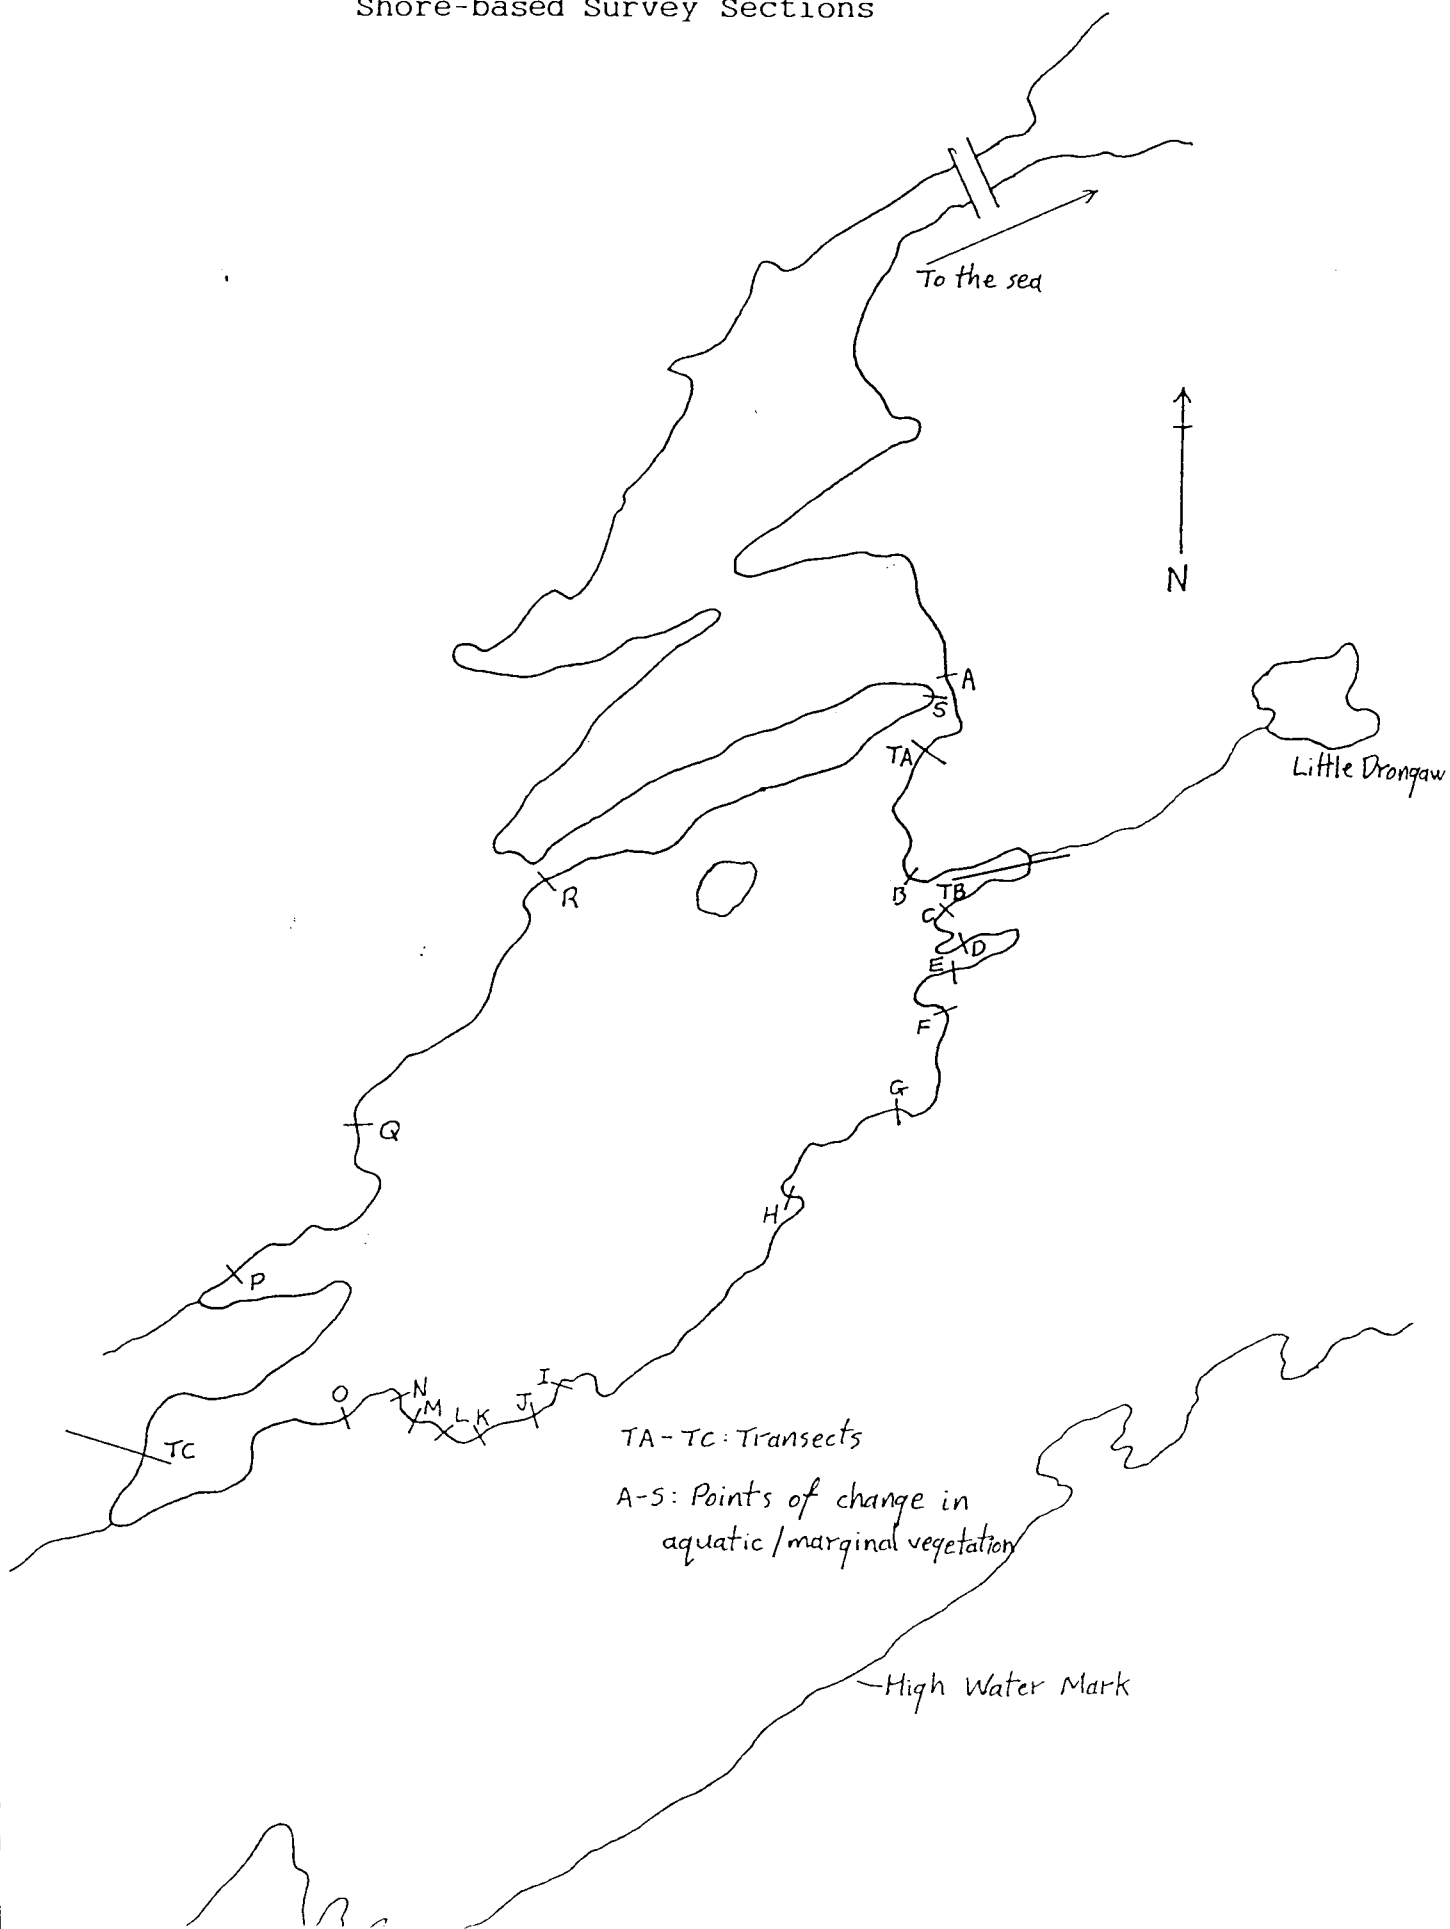 Shore-based Survey Sections
To the sea
N
A
S
TA
Little Drongaw
B
TB
C
D
E
F
R
G
Q
H
P
I
N
O
M
L
K
J
TC
TA-TC: Transects
A-S: Points of change in
aquatic/marginal vegetation
High Water Mark